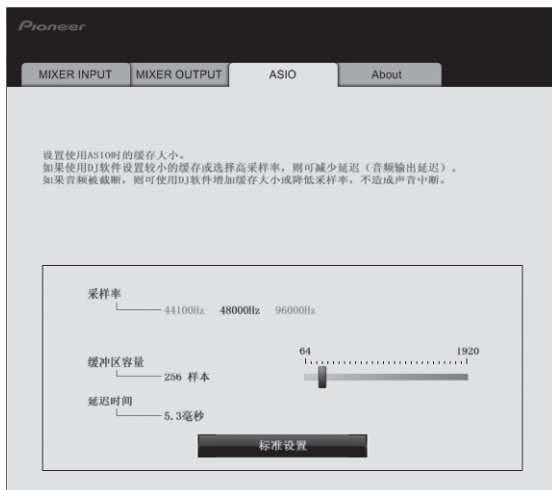 Pioneer
MIXER INPUT MIXER OUTPUT ASIO About
设置使用ASIO时的缓存大小。
如果使用DJ软件设置较小的缓存或选择高采样率，则可减少延迟（音频输出延迟）。
如果音频被截断，则可使用DJ软件增加缓存大小或降低采样率，不造成声音中断。
采样率
44100Hz 48000Hz 96000Hz
64 1920
缓冲区容量
256 样本
延迟时间
5.3毫秒
标准设置